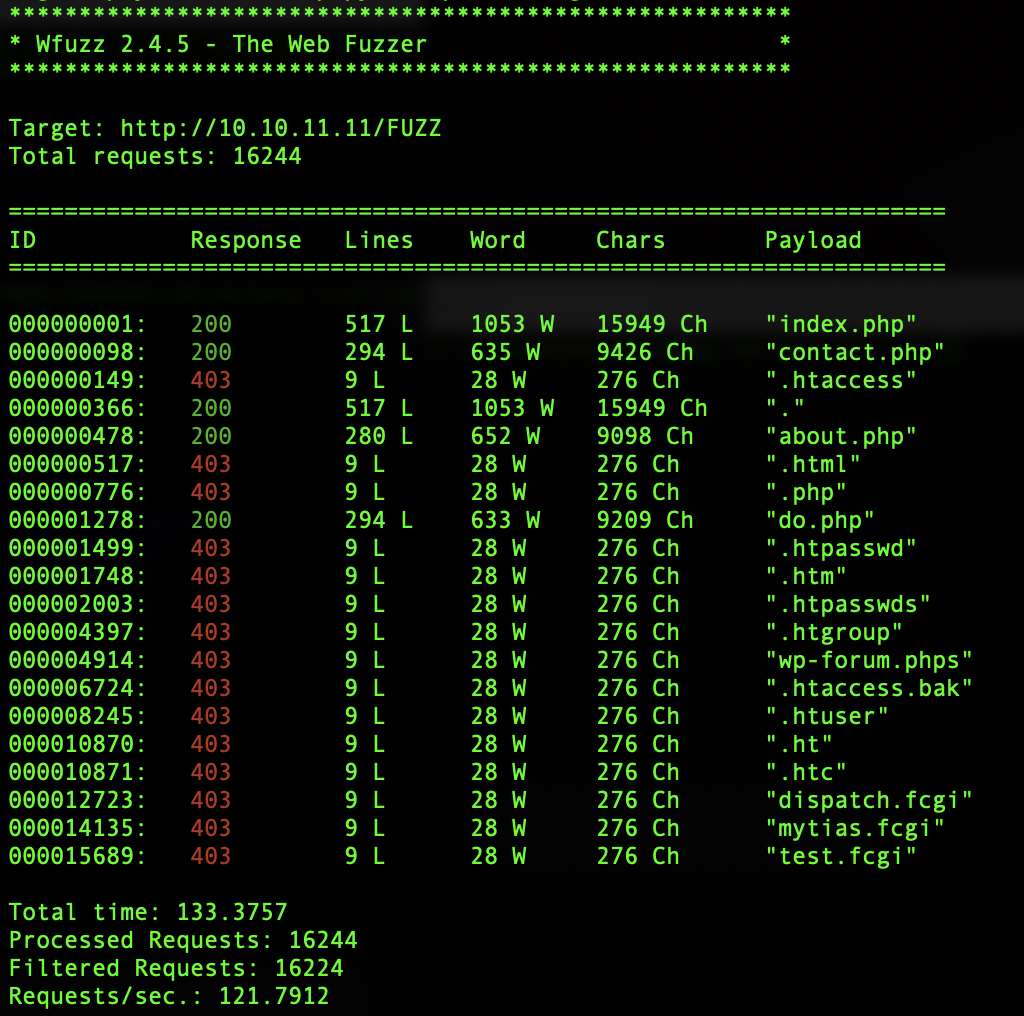 ********************************************************
* Wfuzz 2.4.5 - The Web Fuzzer                         *
********************************************************
Target: http://10.10.11.11/FUZZ
Total requests: 16244
===================================================================
ID           Response   Lines    Word     Chars       Payload
===================================================================
000000001:   200        517 L    1053 W   15949 Ch    "index.php"
000000098:   200        294 L    635 W    9426 Ch     "contact.php"
000000149:   403        9 L      28 W     276 Ch      ".htaccess"
000000366:   200        517 L    1053 W   15949 Ch    "."
000000478:   200        280 L    652 W    9098 Ch     "about.php"
000000517:   403        9 L      28 W     276 Ch      ".html"
000000776:   403        9 L      28 W     276 Ch      ".php"
000001278:   200        294 L    633 W    9209 Ch     "do.php"
000001499:   403        9 L      28 W     276 Ch      ".htpasswd"
000001748:   403        9 L      28 W     276 Ch      ".htm"
000002003:   403        9 L      28 W     276 Ch      ".htpasswds"
000004397:   403        9 L      28 W     276 Ch      ".htgroup"
000004914:   403        9 L      28 W     276 Ch      "wp-forum.phps"
000006724:   403        9 L      28 W     276 Ch      ".htaccess.bak"
000008245:   403        9 L      28 W     276 Ch      ".htuser"
000010870:   403        9 L      28 W     276 Ch      ".ht"
000010871:   403        9 L      28 W     276 Ch      ".htc"
000012723:   403        9 L      28 W     276 Ch      "dispatch.fcgi"
000014135:   403        9 L      28 W     276 Ch      "mytias.fcgi"
000015689:   403        9 L      28 W     276 Ch      "test.fcgi"
Total time: 133.3757
Processed Requests: 16244
Filtered Requests: 16224
Requests/sec.: 121.7912